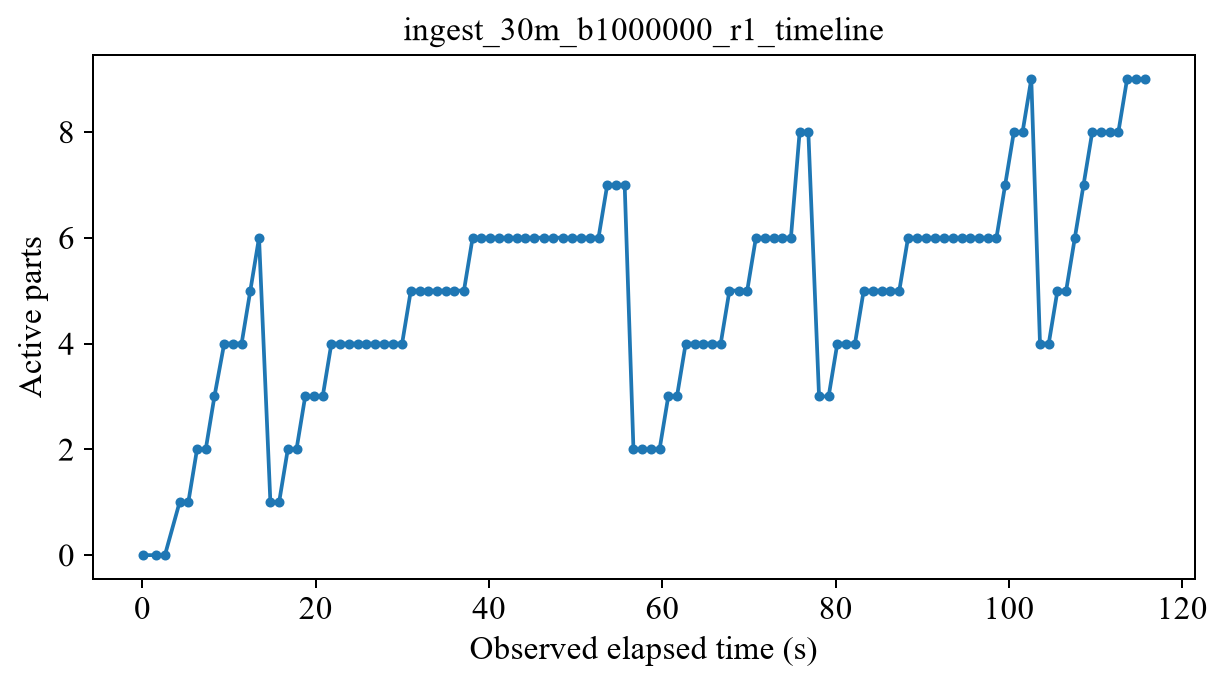 ingest_30m_b1000000_r1_timeline
Active parts
8
6
4
2
0
0 20 40 60 80 100 120
Observed elapsed time (s)